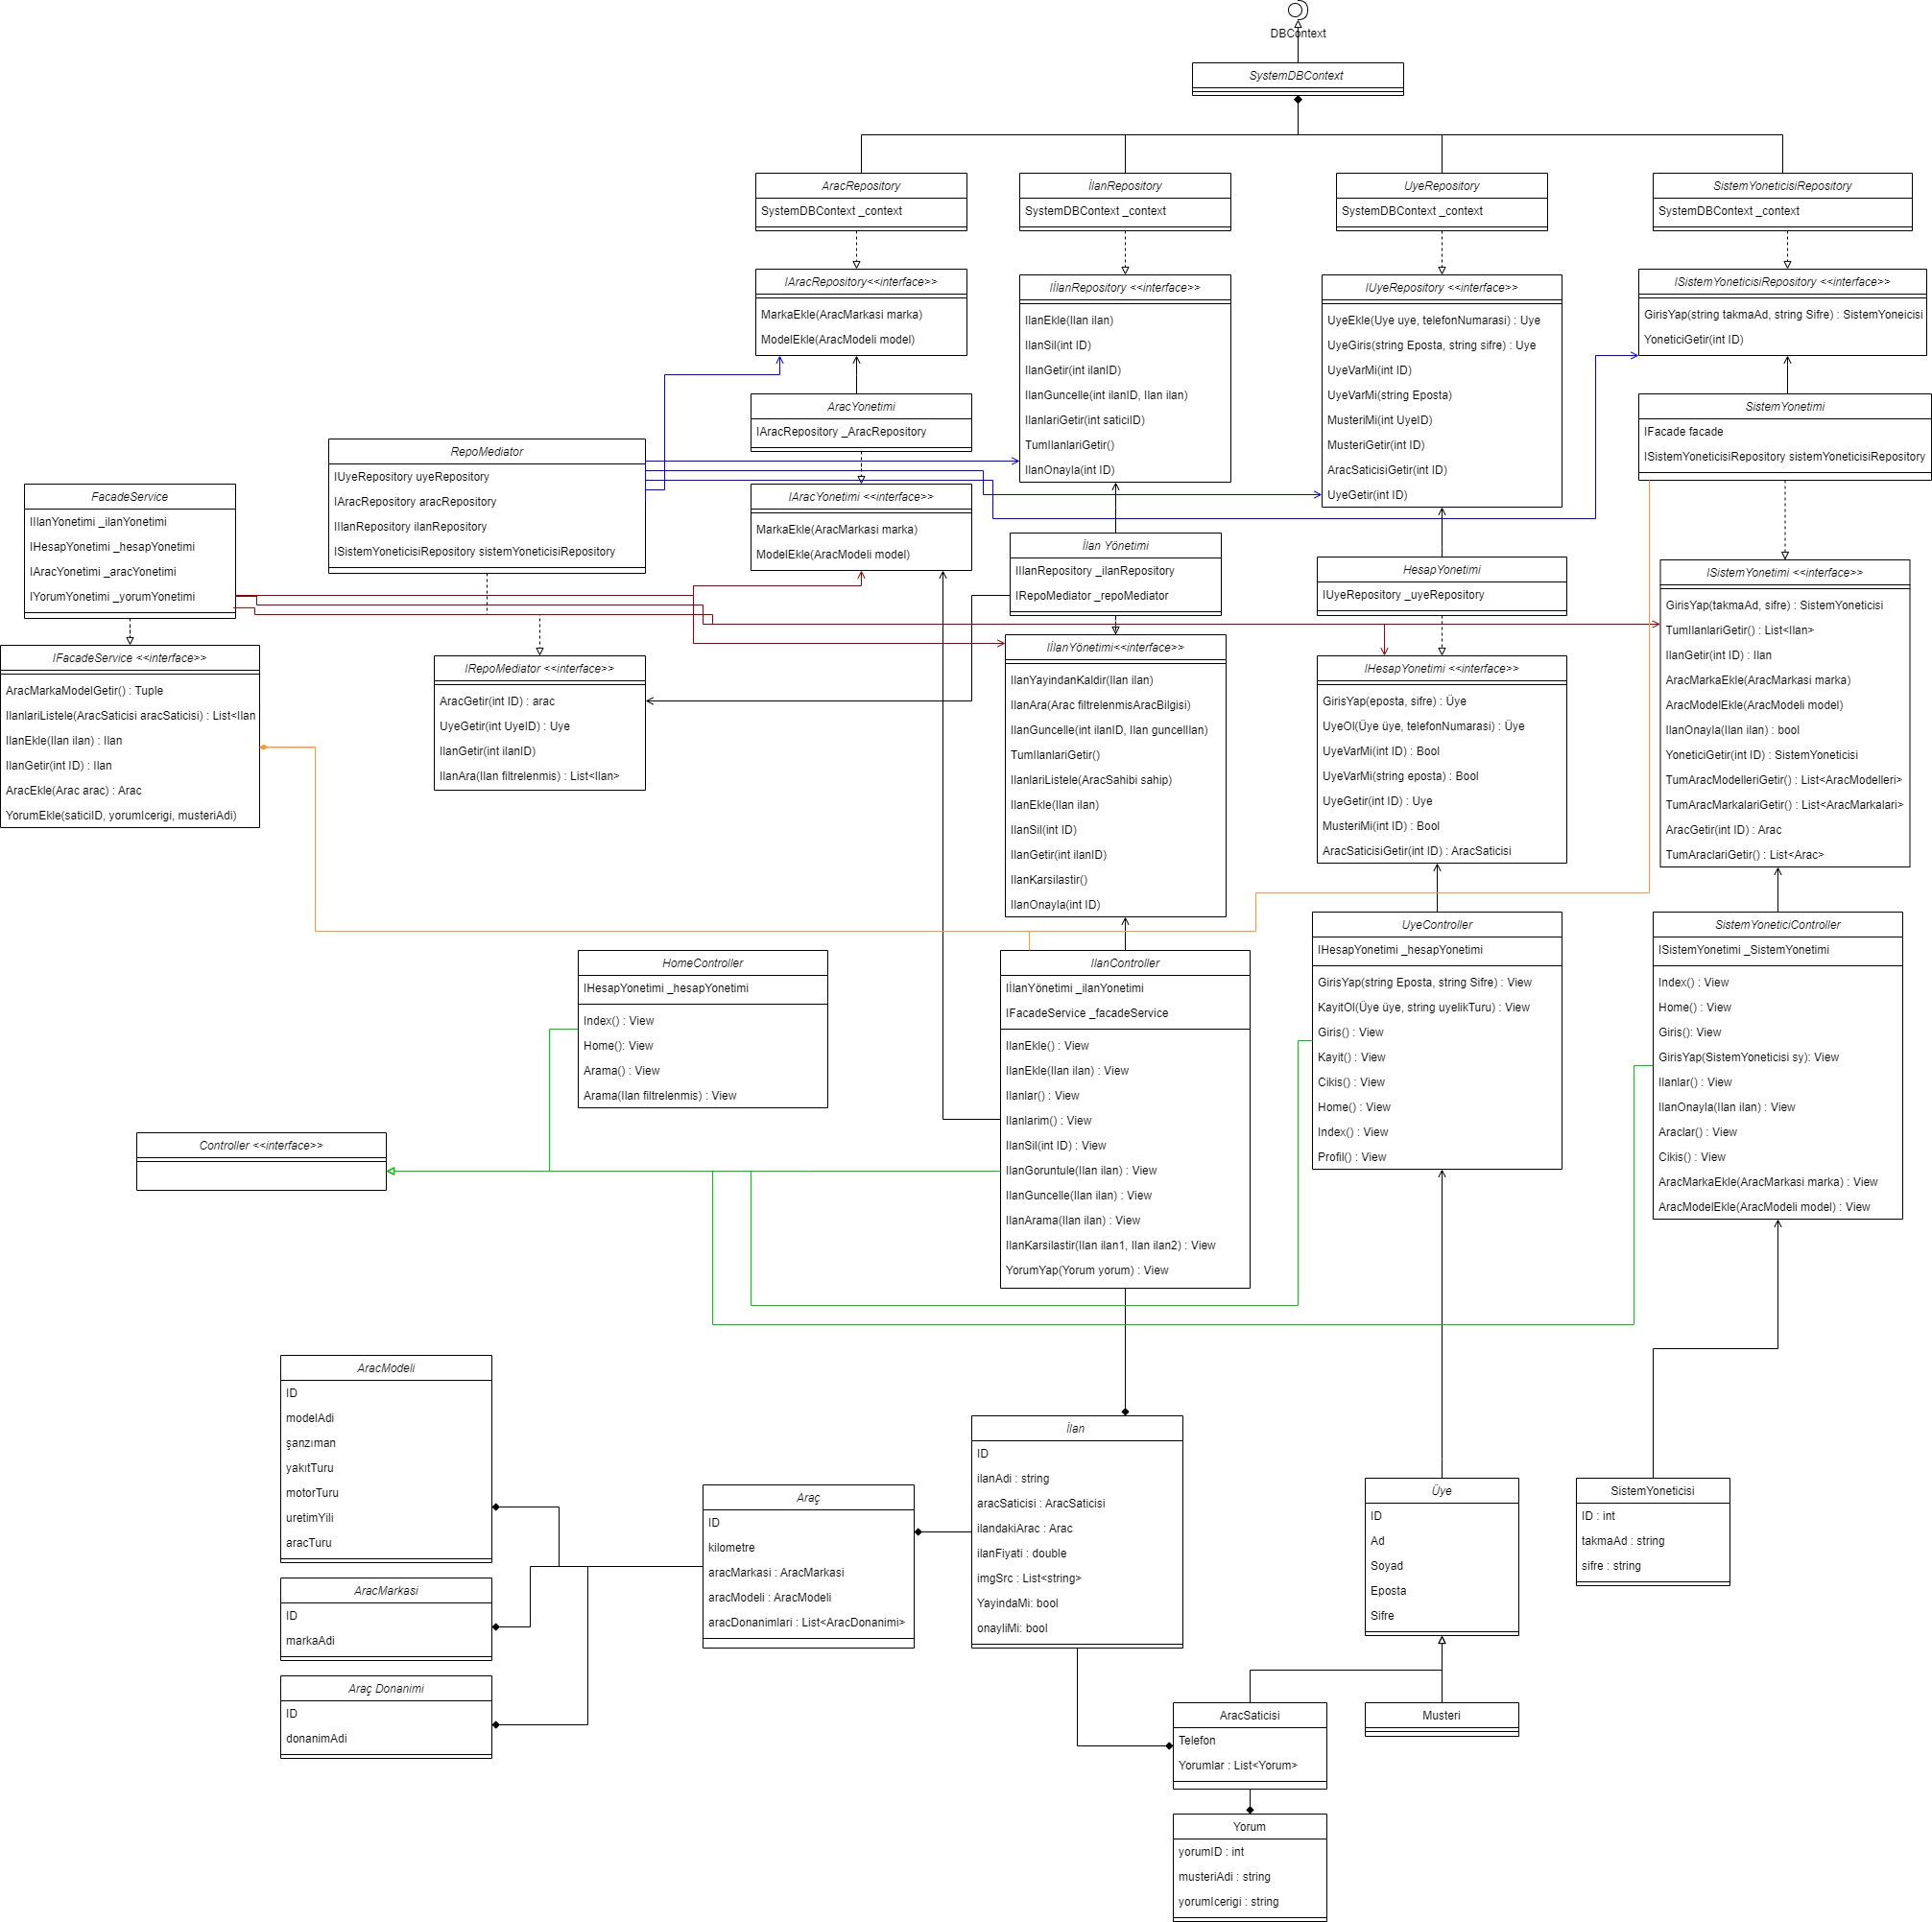 DBContext
SystemDBContext
AracRepository
SystemDBContext _context
İlanRepository
SystemDBContext _context
UyeRepository
SystemDBContext _context
SistemYoneticisiRepository
SystemDBContext _context
IAracRepository<<interface>>
MarkaEkle(AracMarkasi marka)
ModelEkle(AracModeli model)
IİlanRepository <<interface>>
IlanEkle(Ilan ilan)
IlanSil(int ID)
IlanGetir(int ilanID)
IlanGuncelle(int ilanID, Ilan ilan)
IlanlariGetir(int saticiID)
TumIlanlariGetir()
IlanOnayla(int ID)
IUyeRepository <<interface>>
UyeEkle(Uye uye, telefonNumarasi) : Uye
UyeGiris(string Eposta, string sifre) : Uye
UyeVarMi(int ID)
UyeVarMi(string Eposta)
MusteriMi(int UyeID)
MusteriGetir(int ID)
AracSaticisiGetir(int ID)
UyeGetir(int ID)
ISistemYoneticisiRepository <<interface>>
GirisYap(string takmaAd, string Sifre) : SistemYoneicisi
YoneticiGetir(int ID)
AracYonetimi
IAracRepository _AracRepository
SistemYonetimi
IFacade facade
ISistemYoneticisiRepository sistemYoneticisiRepository
RepoMediator
IUyeRepository uyeRepository
IAracRepository aracRepository
IIlanRepository ilanRepository
ISistemYoneticisiRepository sistemYoneticisiRepository
FacadeService
IIlanYonetimi _ilanYonetimi
IHesapYonetimi _hesapYonetimi
IAracYonetimi _aracYonetimi
IYorumYonetimi _yorumYonetimi
IAracYonetimi <<interface>>
MarkaEkle(AracMarkasi marka)
ModelEkle(AracModeli model)
İlan Yönetimi
IIlanRepository _ilanRepository
IRepoMediator _repoMediator
HesapYonetimi
IUyeRepository _uyeRepository
ISistemYonetimi <<interface>>
GirisYap(takmaAd, sifre) : SistemYoneticisi
TumIlanlariGetir() : List<Ilan>
IlanGetir(int ID) : Ilan
AracMarkaEkle(AracMarkasi marka)
AracModelEkle(AracModeli model)
IlanOnayla(Ilan ilan) : bool
YoneticiGetir(int ID) : SistemYoneticisi
TumAracModelleriGetir() : List<AracModelleri>
TumAracMarkalariGetir() : List<AracMarkalari>
AracGetir(int ID) : Arac
TumAraclariGetir() : List<Arac>
IFacadeService <<interface>>
AracMarkaModelGetir() : Tuple
IlanlariListele(AracSaticisi aracSaticisi) : List<Ilan
IlanEkle(Ilan ilan) : Ilan
IlanGetir(int ID) : Ilan
AracEkle(Arac arac) : Arac
YorumEkle(saticiID, yorumIcerigi, musteriAdi)
IRepoMediator <<interface>>
AracGetir(int ID) : arac
UyeGetir(int UyeID) : Uye
IlanGetir(int ilanID)
IlanAra(Ilan filtrelenmis) : List<Ilan>
IİlanYönetimi<<interface>>
IlanYayindanKaldir(Ilan ilan)
IlanAra(Arac filtrelenmisAracBilgisi)
IlanGuncelle(int ilanID, Ilan guncelIlan)
TumIlanlariGetir()
IlanlariListele(AracSahibi sahip)
IlanEkle(Ilan ilan)
IlanSil(int ID)
IlanGetir(int ilanID)
IlanKarsilastir()
IlanOnayla(int ID)
IHesapYonetimi <<interface>>
GirisYap(eposta, sifre) : Üye
UyeOl(Üye üye, telefonNumarasi) : Üye
UyeVarMi(int ID) : Bool
UyeVarMi(string eposta) : Bool
UyeGetir(int ID) : Uye
MusteriMi(int ID) : Bool
AracSaticisiGetir(int ID) : AracSaticisi
HomeController
IHesapYonetimi _hesapYonetimi
Index() : View
Home(): View
Arama() : View
Arama(Ilan filtrelenmis) : View
IlanController
IİlanYönetimi _ilanYonetimi
IFacadeService _facadeService
IlanEkle() : View
IlanEkle(Ilan ilan) : View
Ilanlar() : View
Ilanlarim() : View
IlanSil(int ID) : View
IlanGoruntule(Ilan ilan) : View
IlanGuncelle(Ilan ilan) : View
IlanArama(Ilan ilan) : View
IlanKarsilastir(Ilan ilan1, Ilan ilan2) : View
YorumYap(Yorum yorum) : View
UyeController
IHesapYonetimi _hesapYonetimi
GirisYap(string Eposta, string Sifre) : View
KayitOl(Üye üye, string uyelikTuru) : View
Giris() : View
Kayit() : View
Cikis() : View
Home() : View
Index() : View
Profil() : View
SistemYoneticiController
ISistemYonetimi _SistemYonetimi
Index() : View
Home() : View
Giris(): View
GirisYap(SistemYoneticisi sy): View
Ilanlar() : View
IlanOnayla(Ilan ilan) : View
Araclar() : View
Cikis() : View
AracMarkaEkle(AracMarkasi marka) : View
AracModelEkle(AracModeli model) : View
Controller <<interface>>
AracModeli
ID
modelAdi
şanzıman
yakıtTuru
motorTuru
uretimYili
aracTuru
AracMarkasi
ID
markaAdi
Araç Donanimi
ID
donanimAdi
Araç
ID
kilometre
aracMarkasi : AracMarkasi
aracModeli : AracModeli
aracDonanimlari : List<AracDonanimi>
İlan
ID
ilanAdi : string
aracSaticisi : AracSaticisi
ilandakiArac : Arac
ilanFiyati : double
imgSrc : List<string>
YayindaMi: bool
onayliMi: bool
Üye
ID
Ad
Soyad
Eposta
Sifre
SistemYoneticisi
ID : int
takmaAd : string
sifre : string
AracSaticisi
Telefon
Yorumlar : List<Yorum>
Musteri
Yorum
yorumID : int
musteriAdi : string
yorumIcerigi : string